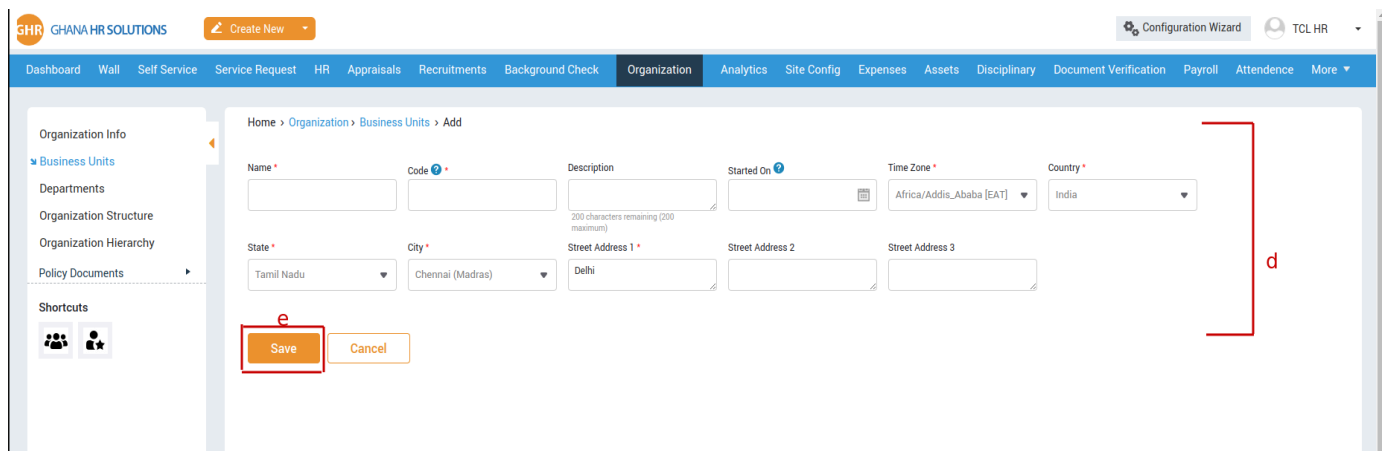 GHR GHANA HR SOLUTIONS Create New Configuration Wizard TCL HR
Dashboard Wall Self Service Service Request HR Appraisals Recruitments Background Check Organization Analytics Site Config Expenses Assets Disciplinary Document Verification Payroll Attendence More ▼
Organization Info
Business Units
Departments
Organization Structure
Organization Hierarchy
Policy Documents
Shortcuts
Home > Organization > Business Units > Add
Name * Code ? * Description Started On ? Time Zone * Country *
Africa/Addis_Ababa [EAT] India
200 characters remaining (200
maximum)
State * City * Street Address 1 * Street Address 2 Street Address 3
Tamil Nadu Chennai (Madras) Delhi
d
e
Save Cancel